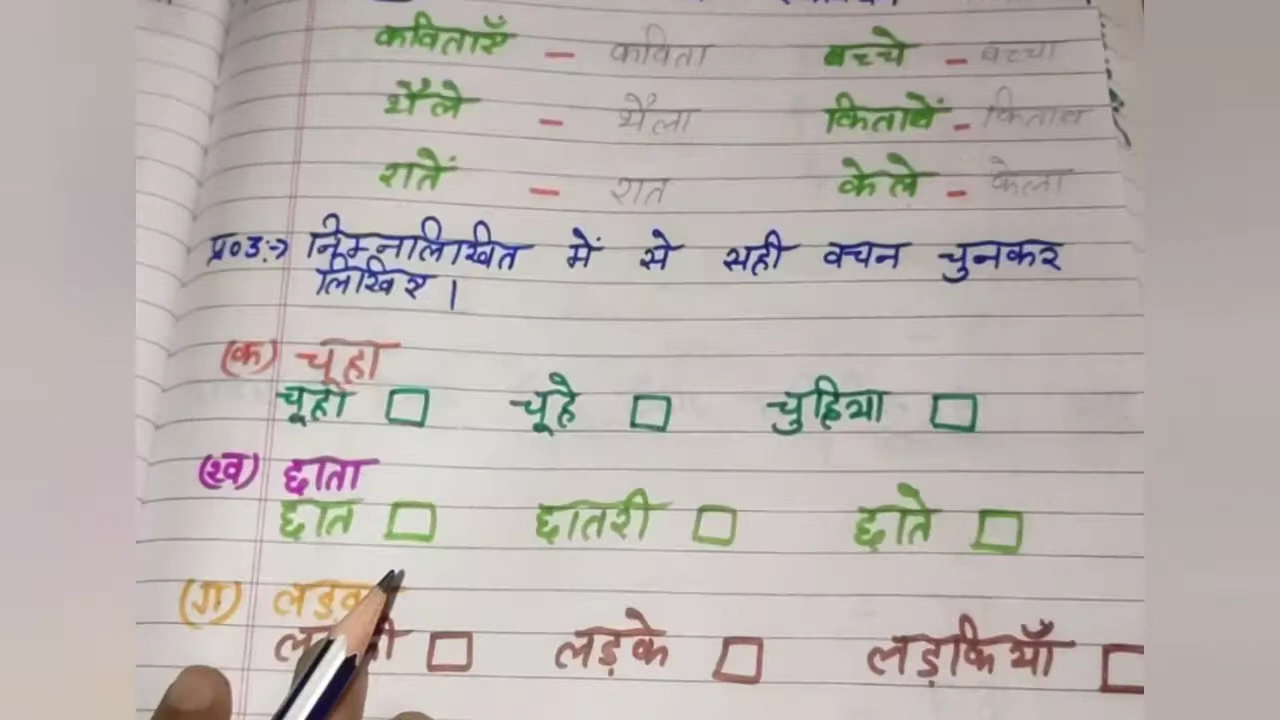 कविताएँ - कविता बच्चे - बच्चा
थैले - थैला किताबें - किताब
रातें - रात केले - केला
प्र०3:→ निम्नलिखित में से सही वचन चुनकर
लिखिए।
(क) चूहा
चूहो चूहे चुहिया
(ख) छाता
छात छातरी छाते
(ग)
लड़के लड़कियाँ